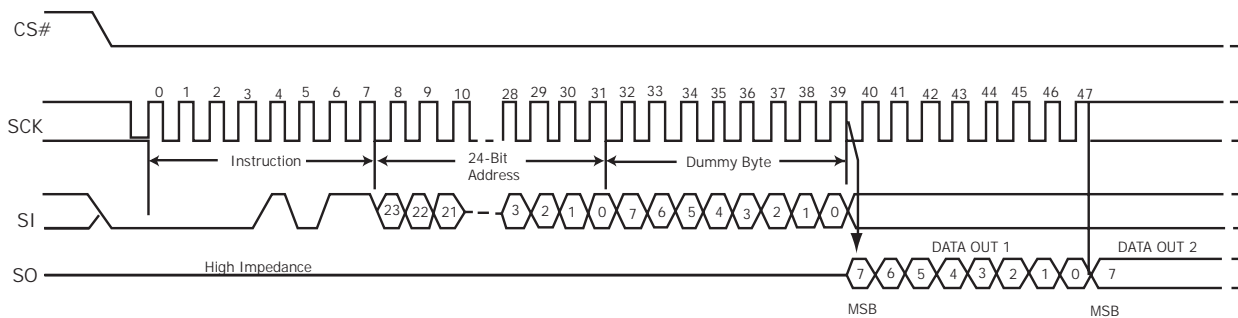 CS#
0 1 2 3 4 5 6 7 8 9 10 28 29 30 31 32 33 34 35 36 37 38 39 40 41 42 43 44 45 46 47
SCK
Instruction 24-Bit Address Dummy Byte
SI 23 22 21 3 2 1 0 7 6 5 4 3 2 1 0
DATA OUT 1 DATA OUT 2
High Impedance
SO 7 6 5 4 3 2 1 0 7
MSB MSB